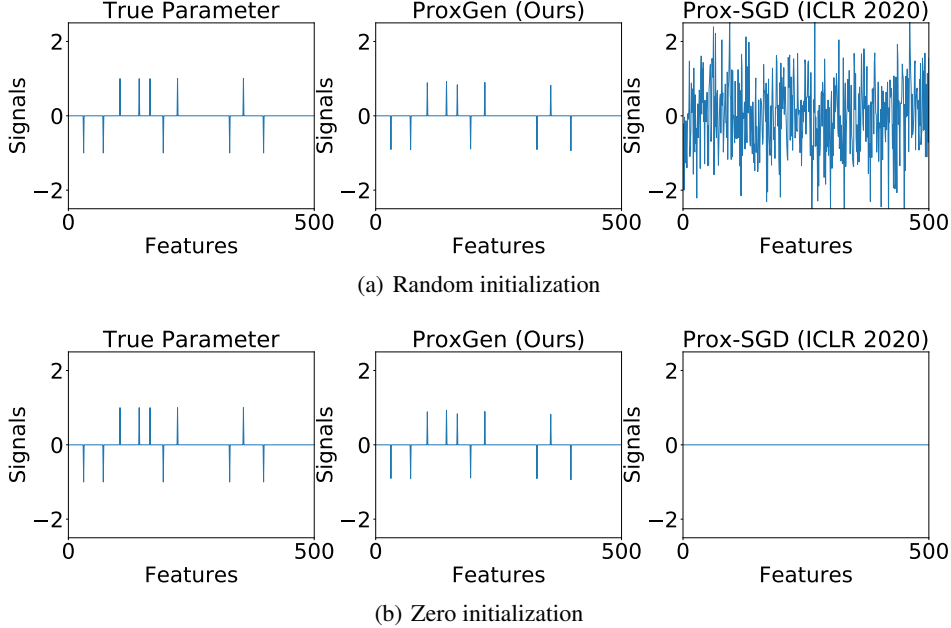 True Parameter
ProxGen (Ours)
Prox-SGD (ICLR 2020)
Signals
2
0
−2
0
500
Features
Signals
2
0
−2
0
500
Features
Signals
2
0
−2
0
500
Features
(a) Random initialization
True Parameter
ProxGen (Ours)
Prox-SGD (ICLR 2020)
Signals
2
0
−2
0
500
Features
Signals
2
0
−2
0
500
Features
Signals
2
0
−2
0
500
Features
(b) Zero initialization